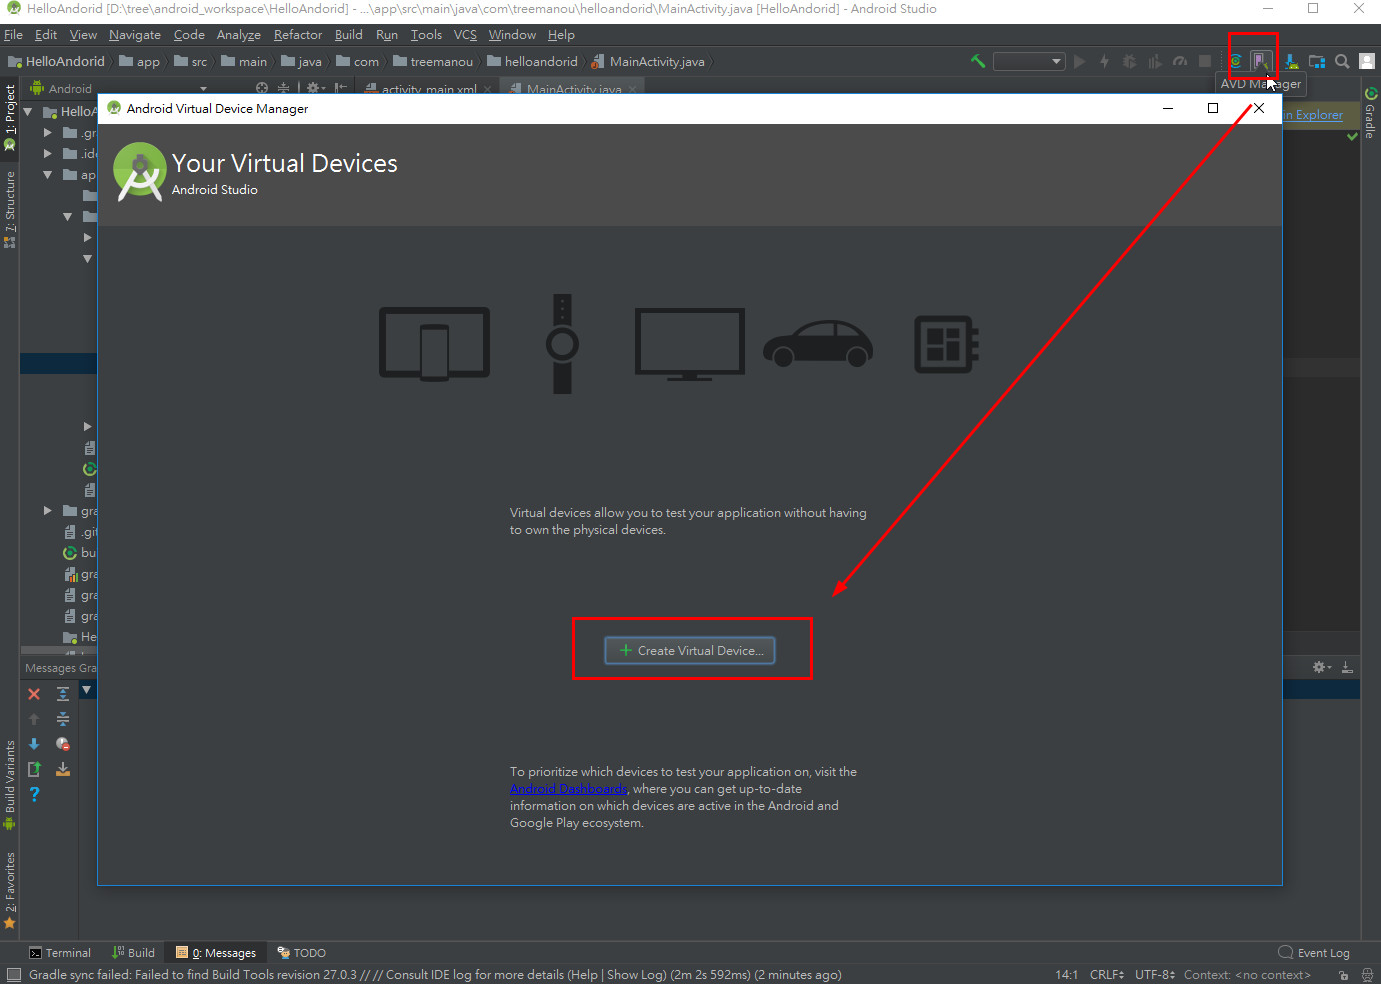 HelloAndorid [D:\tree\android_workspace\HelloAndorid] - ...\app\src\main\java\com\treemanou\helloandorid\MainActivity.java [HelloAndorid] - Android Studio
File Edit View Navigate Code Analyze Refactor Build Run Tools VCS Window Help
HelloAndorid app src main java com treemanou helloandorid MainActivity.java
AVD Manager
Android
activity_main.xml
MainActivity.java
1: Project
7: Structure
Build Variants
2: Favorites
Gradle
HelloA
.gr
.ide
ap
gra
.git
bu
gra
gra
gra
He
in Explorer
Android Virtual Device Manager
Your Virtual Devices
Android Studio
Virtual devices allow you to test your application without having
to own the physical devices.
+ Create Virtual Device...
To prioritize which devices to test your application on, visit the
Android Dashboards, where you can get up-to-date
information on which devices are active in the Android and
Google Play ecosystem.
Messages Gra
Terminal Build 0: Messages TODO Event Log
Gradle sync failed: Failed to find Build Tools revision 27.0.3 // // Consult IDE log for more details (Help | Show Log) (2m 2s 592ms) (2 minutes ago) 14:1 CRLF UTF-8 Context: <no context>